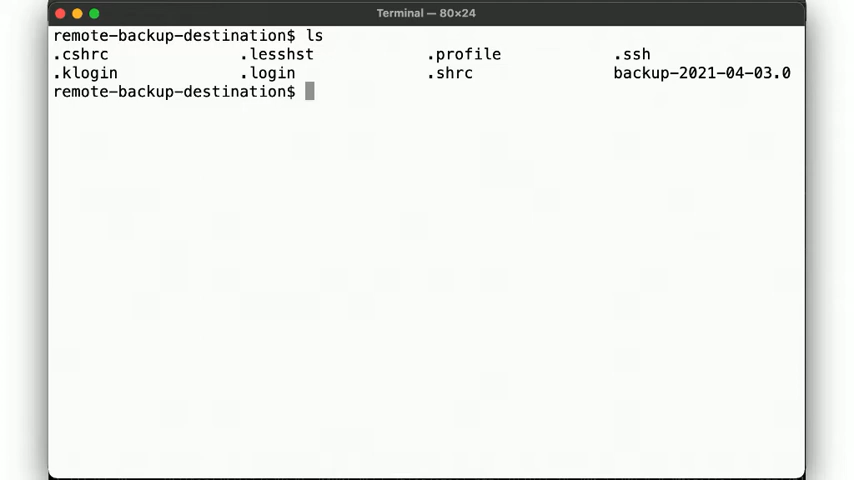 Terminal — 80×24
remote-backup-destination$ ls
.cshrc .lesshst .profile .ssh
.klogin .login .shrc backup-2021-04-03.0
remote-backup-destination$